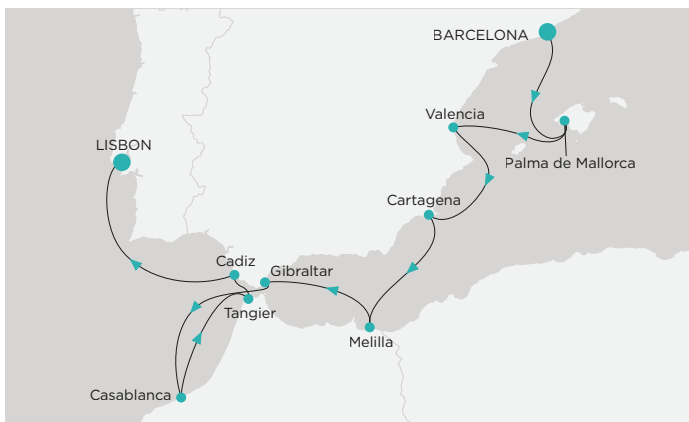 BARCELONA
Valencia
LISBON
Palma de Mallorca
Cartagena
Cadiz
Gibraltar
Tangier
Melilla
Casablanca